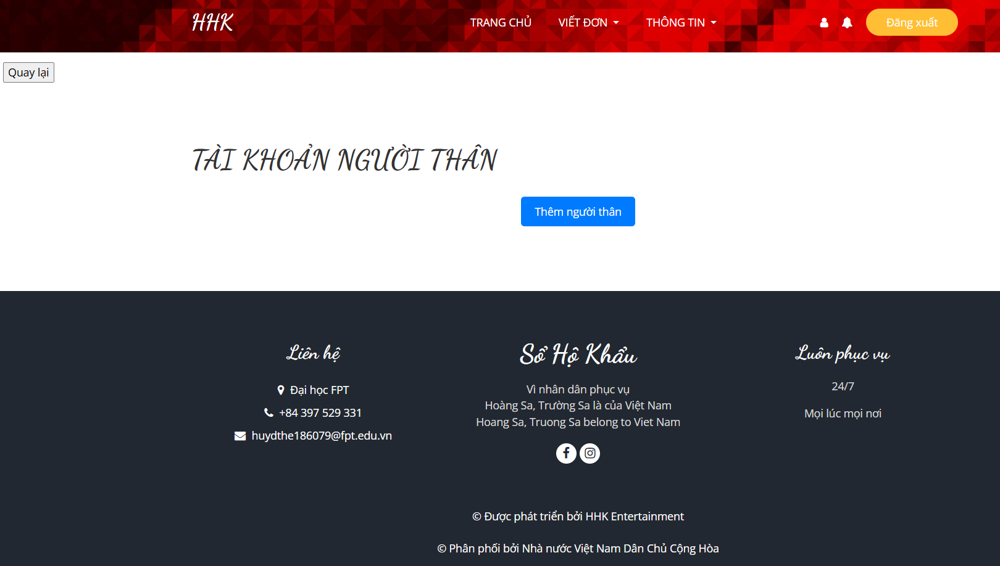 HHK
TRANG CHỦ
VIẾT ĐƠN
THÔNG TIN
Đăng xuất
Quay lại
TÀI KHOẢN NGƯỜI THÂN
Thêm người thân
Liên hệ
Đại học FPT
+84 397 529 331
huydthe186079@fpt.edu.vn
Sổ Hộ Khẩu
Vì nhân dân phục vụ
Hoàng Sa, Trường Sa là của Việt Nam
Hoang Sa, Truong Sa belong to Viet Nam
Luôn phục vụ
24/7
Mọi lúc mọi nơi
© Được phát triển bởi HHK Entertainment
© Phân phối bởi Nhà nước Việt Nam Dân Chủ Cộng Hòa